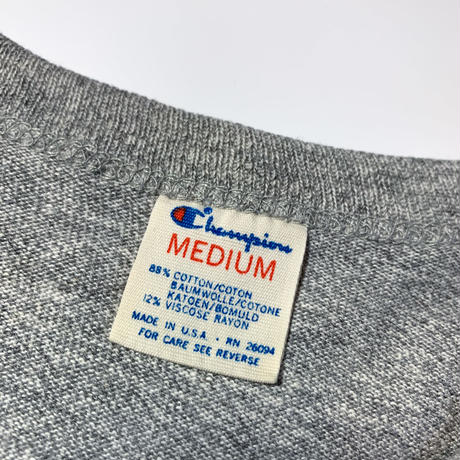 Champion
MEDIUM
88% COTTON/COTON
BAUMWOLLE/COTONE
KATOEN/BOMULD
12% VISCOSE RAYON
MADE IN U.S.A. · RN 26094
FOR CARE SEE REVERSE